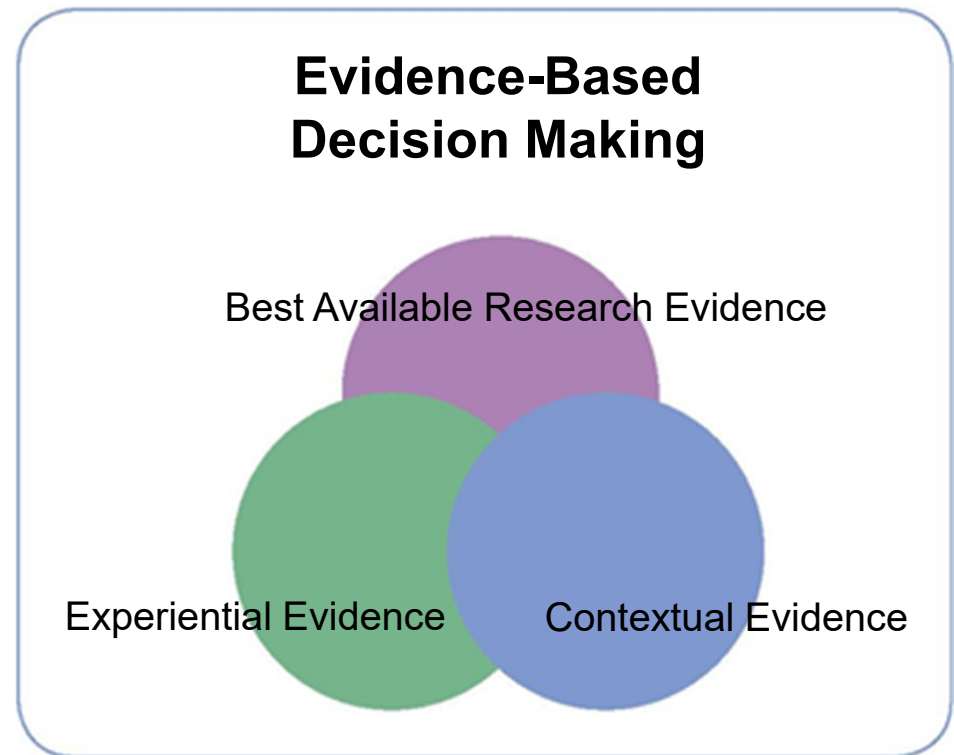 Evidence-Based
Decision Making
Best Available Research Evidence
Experiential Evidence
Contextual Evidence